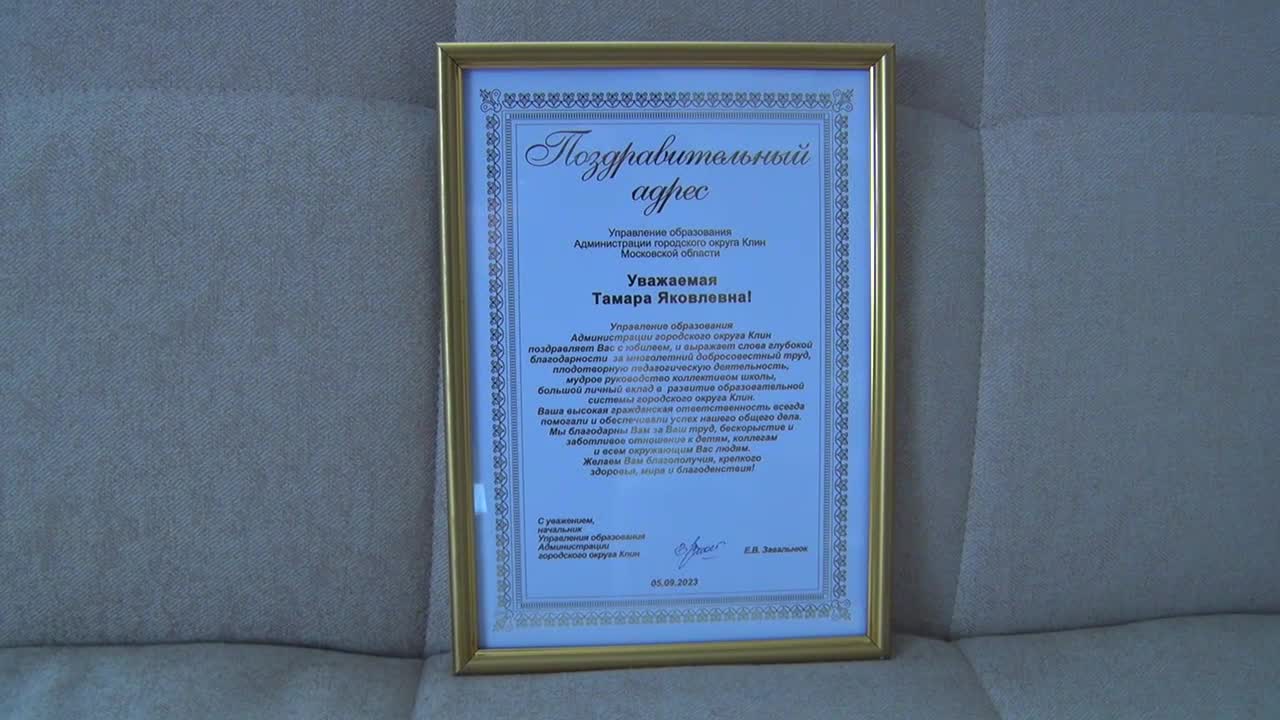 Поздравительный
адрес
Управление образования
Администрации городского округа Клин
Московской области
Уважаемая
Тамара Яковлевна!
Управление образования
Администрации городского округа Клин
поздравляет Вас с юбилеем, и выражает слова глубокой
благодарности за многолетний добросовестный труд,
плодотворную педагогическую деятельность,
мудрое руководство коллективом школы,
большой личный вклад в развитие образовательной
системы городского округа Клин.
Ваша высокая гражданская ответственность всегда
помогали и обеспечивали успех нашего общего дела.
Мы благодарны Вам за Ваш труд, бескорыстие и
заботливое отношение к детям, коллегам
и всем окружающим Вас людям.
Желаем Вам благополучия, крепкого
здоровья, мира и благоденствия!
С уважением,
начальник
Управления образования
Администрации
городского округа Клин
Е.В. Завальнюк
05.09.2023